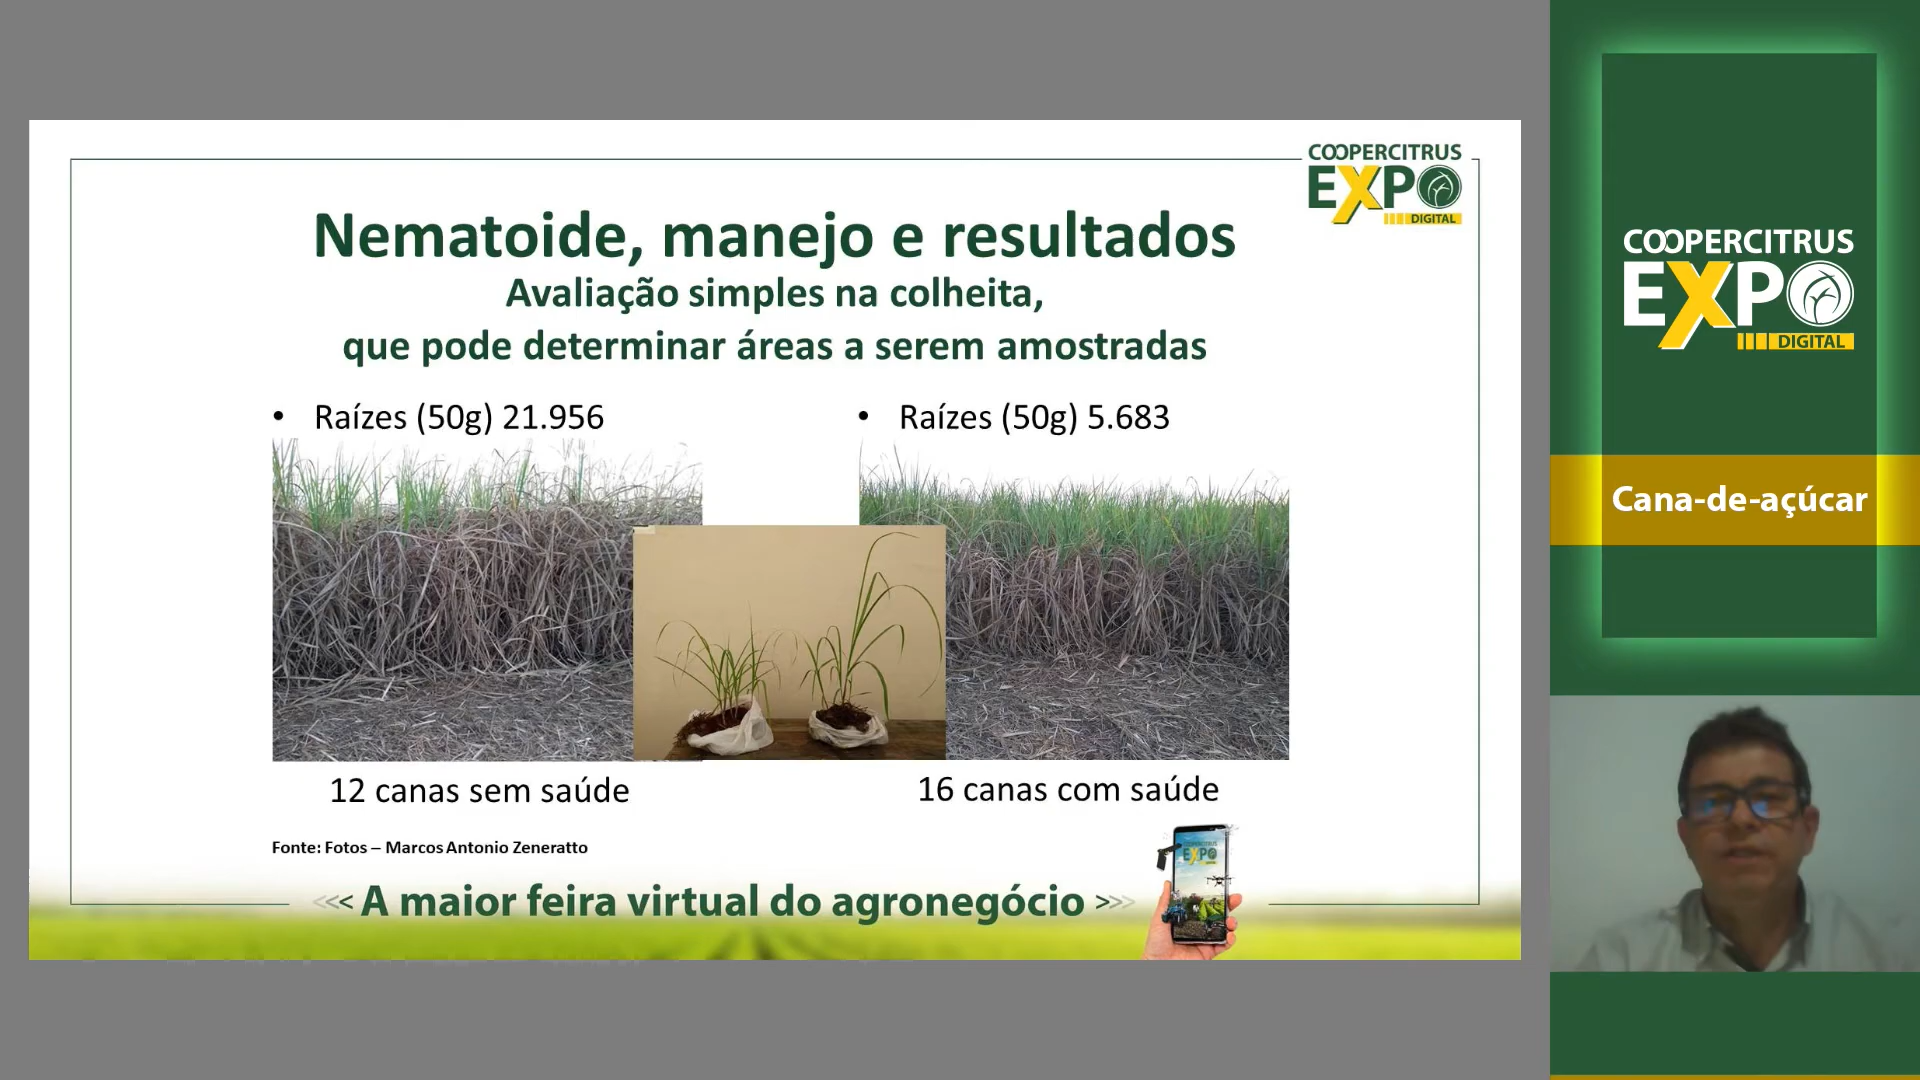 COOPERCITRUS
EXPO
DIGITAL
Nematoide, manejo e resultados
Avaliação simples na colheita,
que pode determinar áreas a serem amostradas
• Raízes (50g) 21.956
• Raízes (50g) 5.683
12 canas sem saúde
16 canas com saúde
Fonte: Fotos – Marcos Antonio Zeneratto
<<< A maior feira virtual do agronegócio >>>
COOPERCITRUS
EXPO
COOPERCITRUS
EXPO
DIGITAL
Cana-de-açúcar